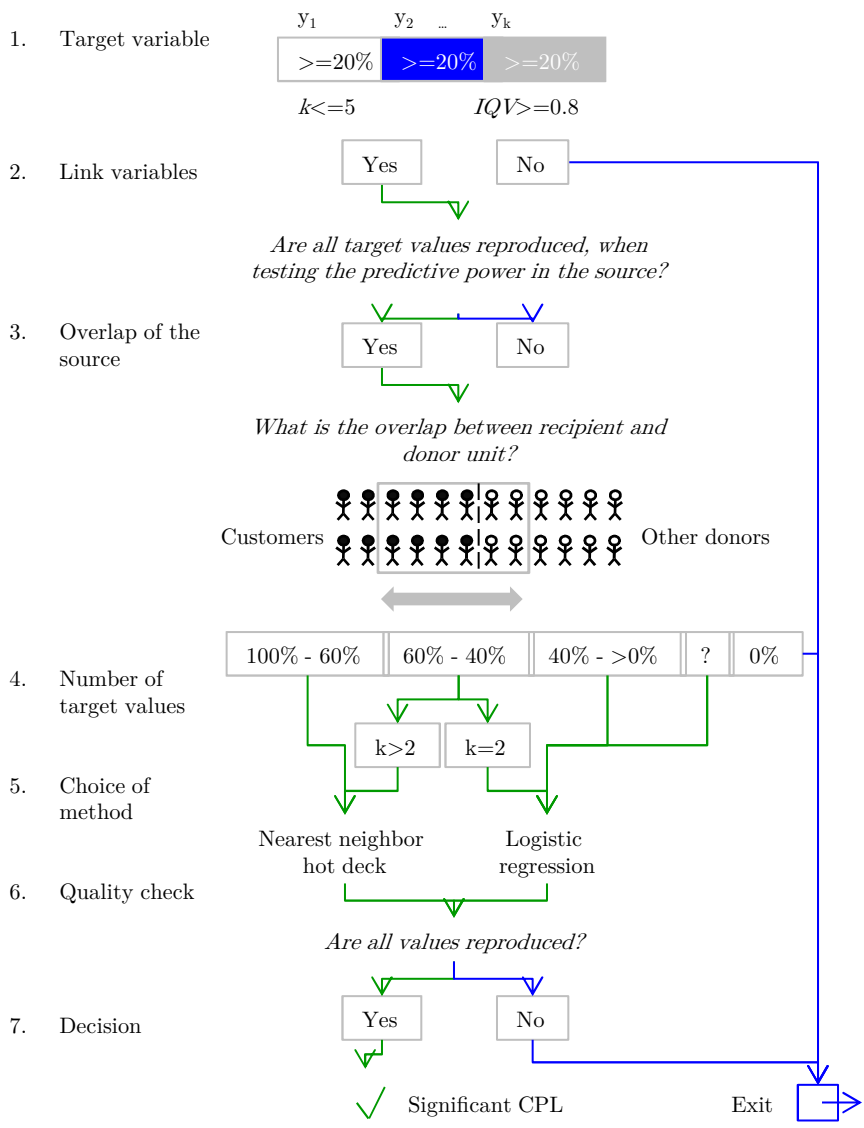 y1 y2 ... yk
1. Target variable
>=20% >=20% >=20%
k<=5 IQV>=0.8
2. Link variables
Yes No
Are all target values reproduced, when
testing the predictive power in the source?
3. Overlap of the
source
Yes No
What is the overlap between recipient and
donor unit?
Customers Other donors
100% - 60% 60% - 40% 40% - >0% ? 0%
4. Number of
target values
k>2 k=2
5. Choice of
method
Nearest neighbor
hot deck
Logistic
regression
6. Quality check
Are all values reproduced?
7. Decision
Yes No
Significant CPL Exit